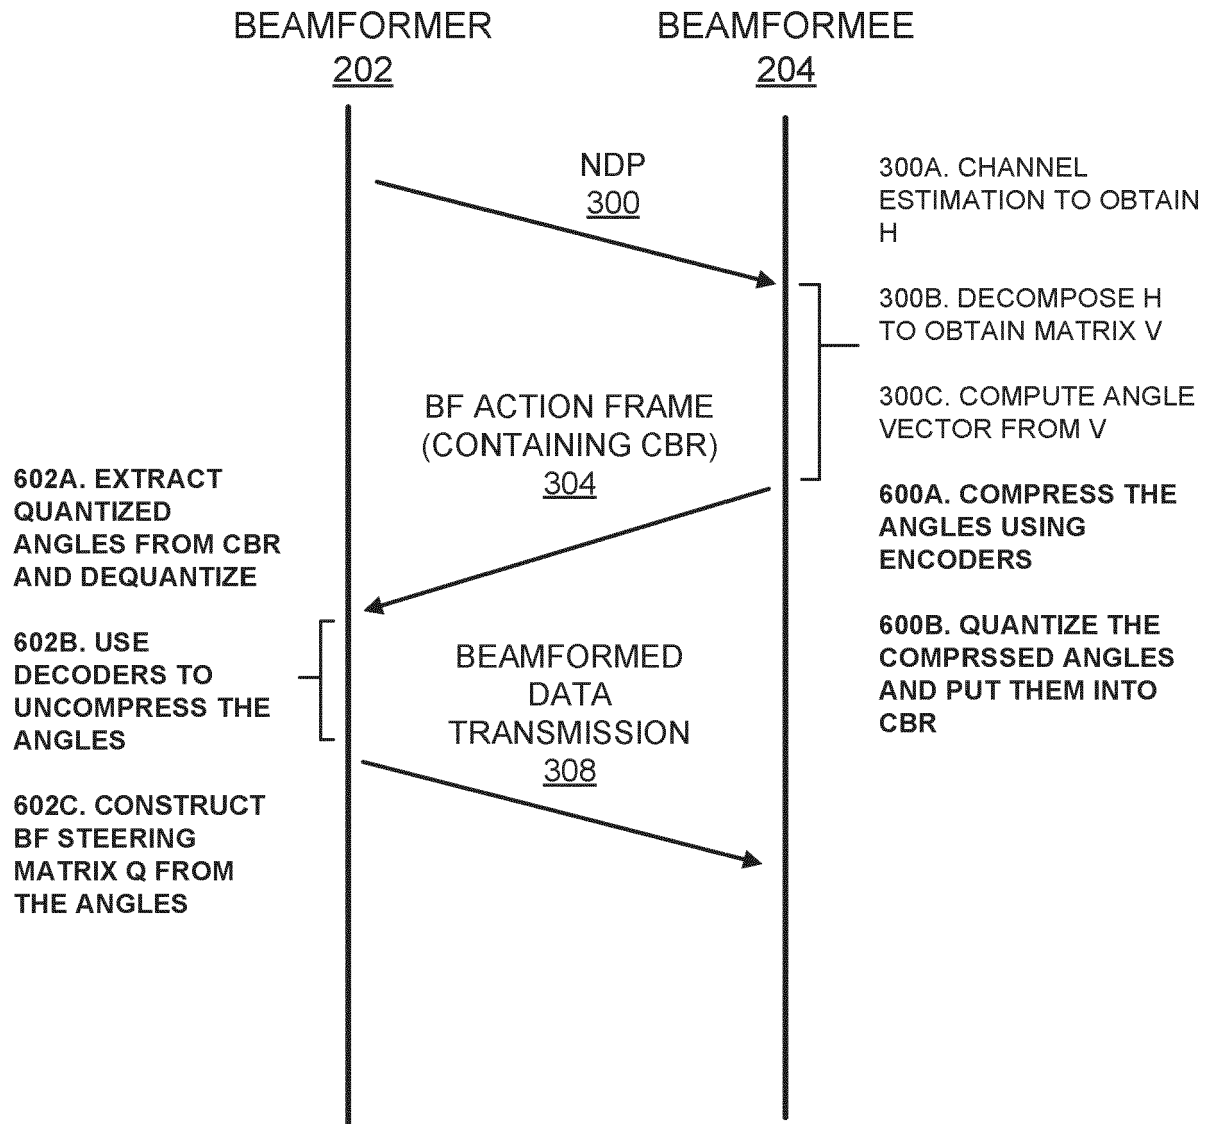 BEAMFORMER
202
BEAMFORMEE
204
NDP
300
300A. CHANNEL
ESTIMATION TO OBTAIN
H
300B. DECOMPOSE H
TO OBTAIN MATRIX V
300C. COMPUTE ANGLE
VECTOR FROM V
600A. COMPRESS THE
ANGLES USING
ENCODERS
600B. QUANTIZE THE
COMPRSSED ANGLES
AND PUT THEM INTO
CBR
BF ACTION FRAME
(CONTAINING CBR)
304
602A. EXTRACT
QUANTIZED
ANGLES FROM CBR
AND DEQUANTIZE
602B. USE
DECODERS TO
UNCOMPRESS THE
ANGLES
602C. CONSTRUCT
BF STEERING
MATRIX Q FROM
THE ANGLES
BEAMFORMED
DATA
TRANSMISSION
308